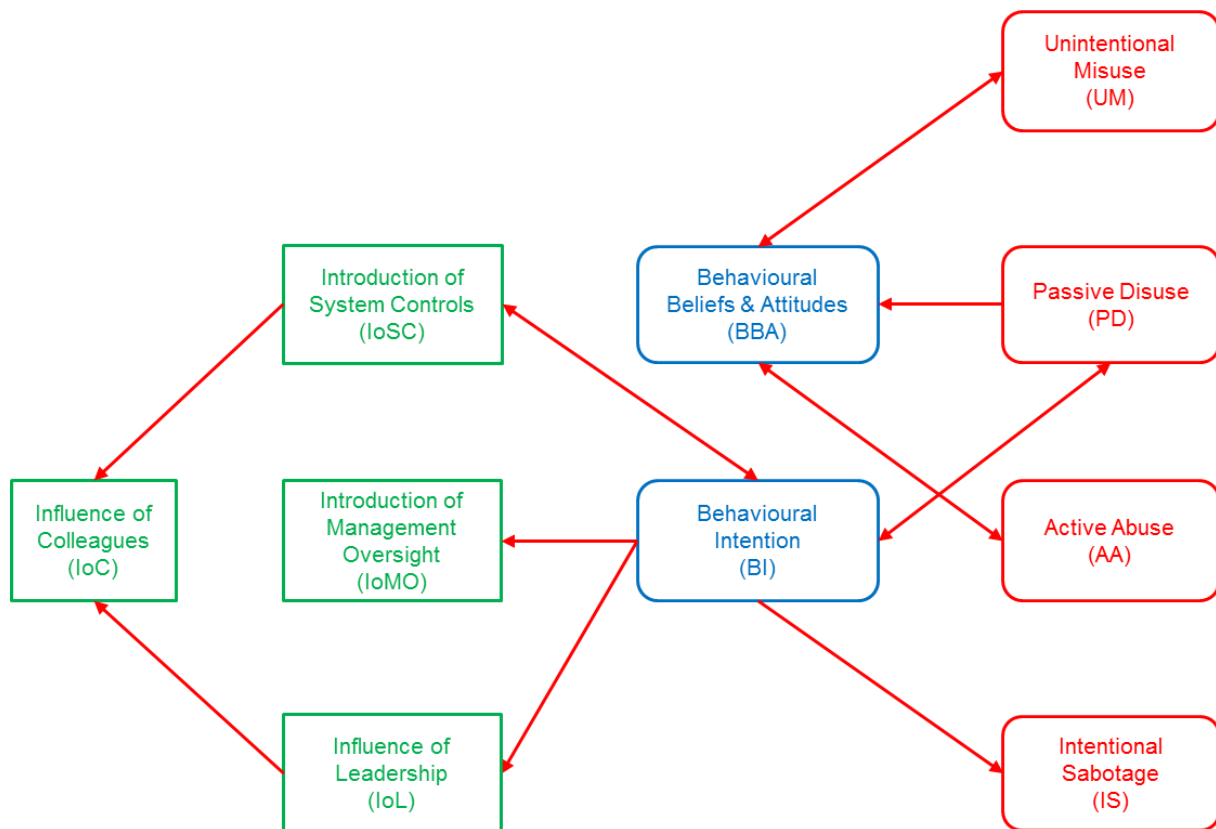 Unintentional
Misuse
(UM)
Introduction of
System Controls
(IoSC)
Behavioural
Beliefs & Attitudes
(BBA)
Passive Disuse
(PD)
Influence of
Colleagues
(IoC)
Introduction of
Management
Oversight
(IoMO)
Behavioural
Intention
(BI)
Active Abuse
(AA)
Influence of
Leadership
(IoL)
Intentional
Sabotage
(IS)